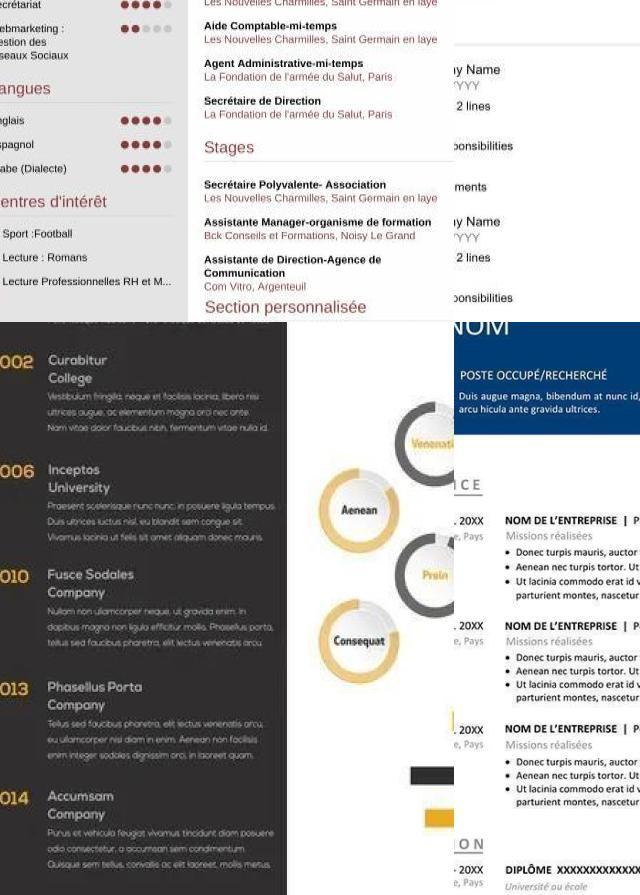 ecrétariat
ebmarketing :
estion des
seaux Sociaux
angues
nglais
spagnol
abe (Dialecte)
entres d'intérêt
Sport :Football
Lecture : Romans
Lecture Professionnelles RH et M...
Les Nouvelles Charmilles, Saint Germain en laye
Aide Comptable-mi-temps
Les Nouvelles Charmilles, Saint Germain en laye
Agent Administrative-mi-temps
La Fondation de l'armée du Salut, Paris
Secrétaire de Direction
La Fondation de l'armée du Salut, Paris
Stages
Secrétaire Polyvalente- Association
Les Nouvelles Charmilles, Saint Germain en laye
Assistante Manager-organisme de formation
Bck Conseils et Formations, Noisy Le Grand
Assistante de Direction-Agence de
Communication
Com Vitro, Argenteuil
Section personnalisée
ny Name
YYYY
2 lines
ponsibilities
ments
ny Name
YYYY
2 lines
ponsibilities
002 Curabitur
College
Vestibulum fringilla, neque et facilisis lacinia, libero nisi
ultrices augue, ac elementum magna orci nec ante.
Nam vitae dolor faucibus nibh, fermentum vitae nulla id.
006 Inceptos
University
Praesent scelerisque nunc nunc, in posuere ligula tempus.
Duis ultrices luctus nisl, eu blandit sem congue sit.
Vivamus lacinia ut felis sit amet aliquam donec mauris.
010 Fusce Sodales
Company
Nullam non ullamcorper neque, ut gravida enim. In
dapibus magna non ligula efficitur mollis. Phasellus porta,
tellus sed faucibus pharetra, elit lectus venenatis arcu.
013 Phasellus Porta
Company
Tellus sed faucibus pharetra, elit lectus venenatis arcu,
eu ullamcorper nisi diam in enim. Aenean non facilisis
enim integer sodales dignissim orci, in laoreet quam.
014 Accumsam
Company
Purus et vehicula feugiat vivamus tincidunt diam posuere
odio consectetur, a accumsan sem condimentum.
Quisque sem tellus, convallis ac elit laoreet, mollis metus.
Venenati
Aenean
Proin
Consequat
NOM
POSTE OCCUPÉ/RECHERCHÉ
Duis augue magna, bibendum at nunc id,
arcu hicula ante gravida ultrices.
ICE
. 20XX NOM DE L'ENTREPRISE | P
e, Pays Missions réalisées
• Donec turpis mauris, auctor
• Aenean nec turpis tortor. Ut
• Ut lacinia commodo erat id v
parturient montes, nascetur
. 20XX NOM DE L'ENTREPRISE | P
e, Pays Missions réalisées
• Donec turpis mauris, auctor
• Aenean nec turpis tortor. Ut
• Ut lacinia commodo erat id v
parturient montes, nascetur
. 20XX NOM DE L'ENTREPRISE | P
e, Pays Missions réalisées
• Donec turpis mauris, auctor
• Aenean nec turpis tortor. Ut
• Ut lacinia commodo erat id v
parturient montes, nascetur
ON
- 20XX DIPLÔME XXXXXXXXXXXXX
e, Pays Université ou école